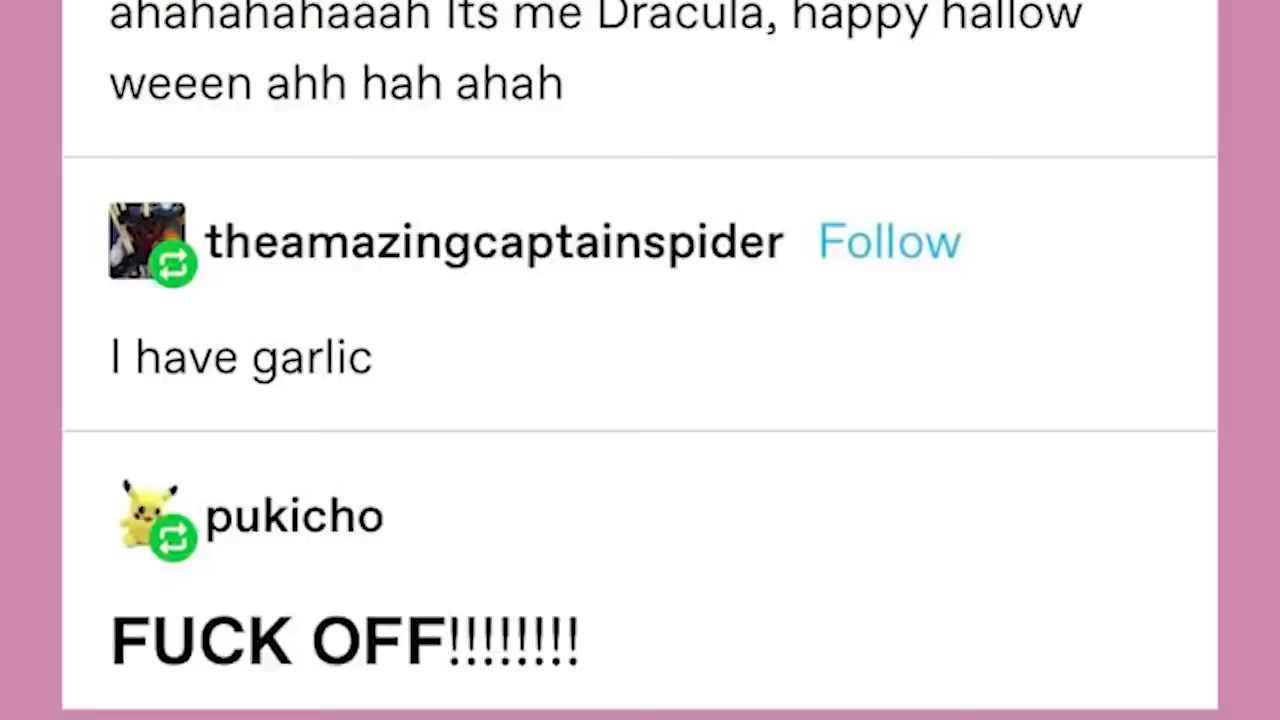 ahahahahaaah Its me Dracula, happy hallow
weeen ahh hah ahah
theamazingcaptainspider Follow
I have garlic
pukicho
FUCK OFF!!!!!!!!